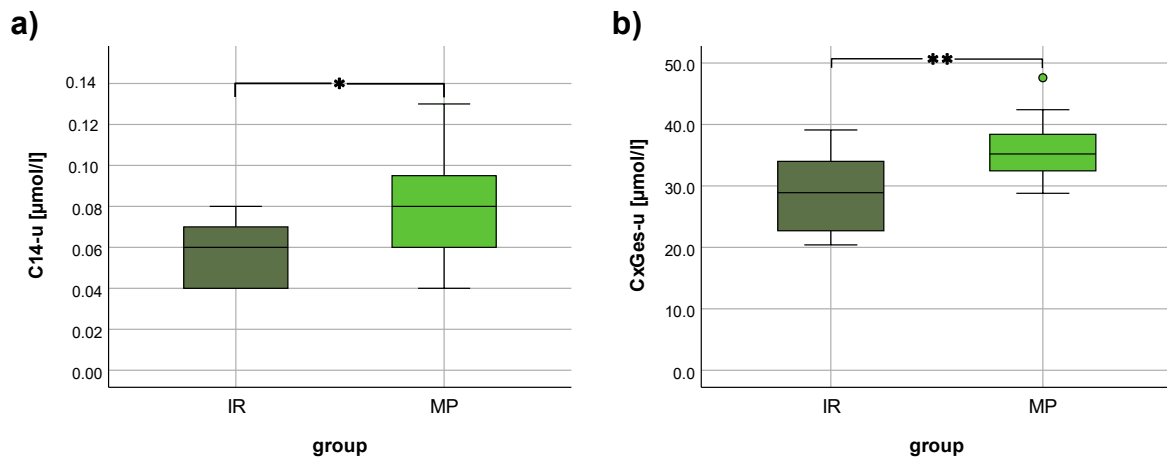 a)
C14-u [µmol/l]
0.14
0.12
0.10
0.08
0.06
0.04
0.02
0.00
*
IR
MP
group
b)
CxGes-u [µmol/l]
50.0
40.0
30.0
20.0
10.0
0.0
**
IR
MP
group